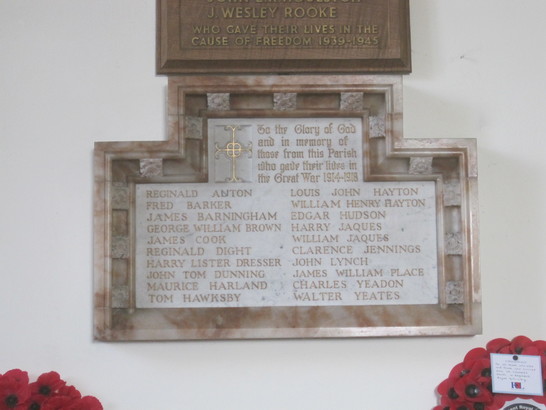 J. WESLEY ROOKE
WHO GAVE THEIR LIVES IN THE
CAUSE OF FREEDOM 1939-1945
To the Glory of God
and in memory of
those from this Parish
who gave their lives in
the Great War 1914-1918
REGINALD ANTON
FRED BARKER
JAMES BARNINGHAM
GEORGE WILLIAM BROWN
JAMES COOK
REGINALD DIGHT
HARRY LISTER DRESSER
JOHN TOM DUNNING
MAURICE HARLAND
TOM HAWKSBY
LOUIS JOHN HAYTON
WILLIAM HENRY HAYTON
EDGAR HUDSON
HARRY JAQUES
WILLIAM JAQUES
CLARENCE JENNINGS
JOHN LYNCH
JAMES WILLIAM PLACE
CHARLES YEADON
WALTER YEATES